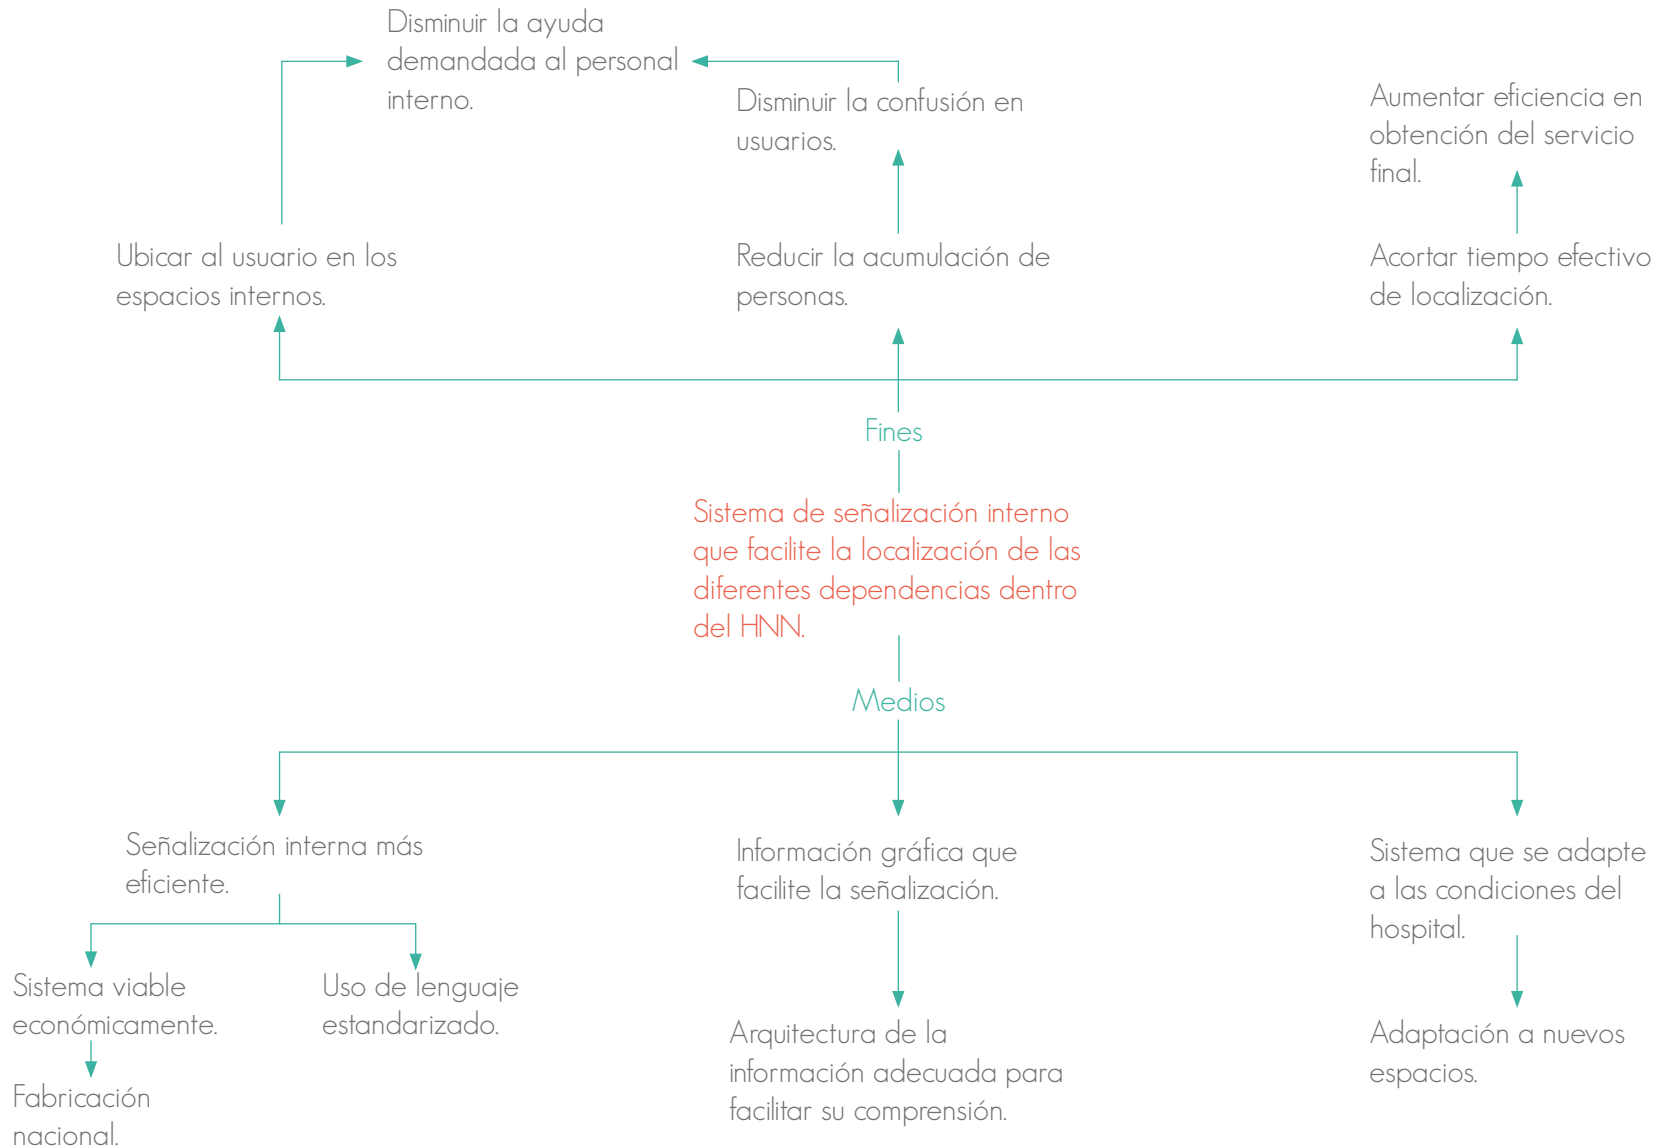 Disminuir la ayuda
demandada al personal
interno.
Disminuir la confusión en
usuarios.
Aumentar eficiencia en
obtención del servicio
final.
Ubicar al usuario en los
espacios internos.
Reducir la acumulación de
personas.
Acortar tiempo efectivo
de localización.
Fines
Sistema de señalización interno
que facilite la localización de las
diferentes dependencias dentro
del HNN.
Medios
Señalización interna más
eficiente.
Información gráfica que
facilite la señalización.
Sistema que se adapte
a las condiciones del
hospital.
Sistema viable
económicamente.
Uso de lenguaje
estandarizado.
Arquitectura de la
información adecuada para
facilitar su comprensión.
Adaptación a nuevos
espacios.
Fabricación
nacional.